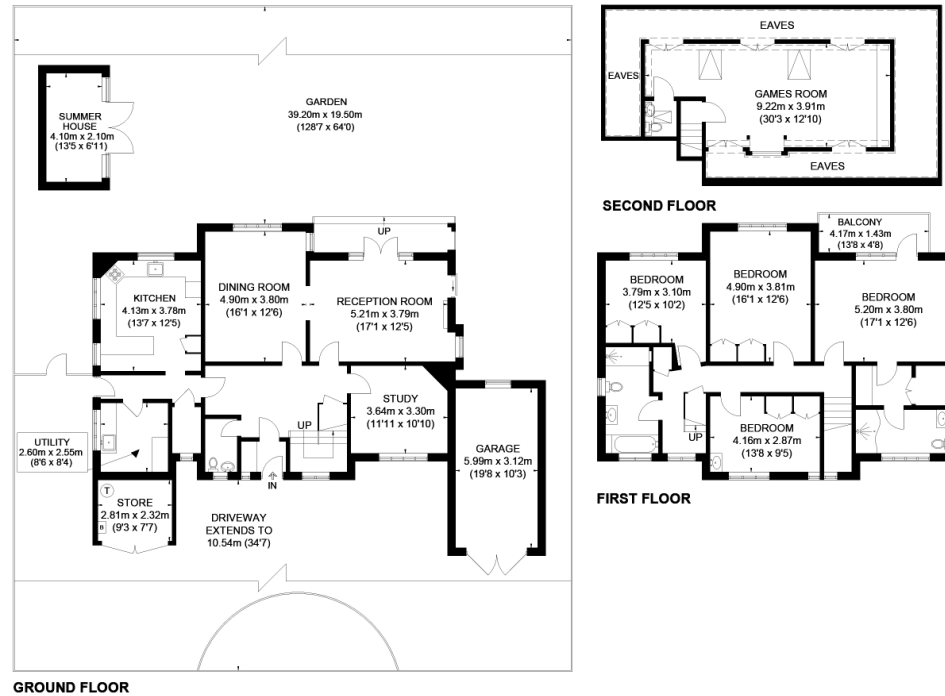 GARDEN
39.20m x 19.50m
(128'7 x 64'0)
SUMMER
HOUSE
4.10m x 2.10m
(13'5 x 6'11)
UP
DINING ROOM
4.90m x 3.80m
(16'1 x 12'6)
KITCHEN
4.13m x 3.78m
(13'7 x 12'5)
RECEPTION ROOM
5.21m x 3.79m
(17'1 x 12'5)
STUDY
3.64m x 3.30m
(11'11 x 10'10)
UP
UTILITY
2.60m x 2.55m
(8'6 x 8'4)
GARAGE
5.99m x 3.12m
(19'8 x 10'3)
IN
T
B
STORE
2.81m x 2.32m
(9'3 x 7'7)
DRIVEWAY
EXTENDS TO
10.54m (34'7)
GROUND FLOOR
EAVES
EAVES
GAMES ROOM
9.22m x 3.91m
(30'3 x 12'10)
EAVES
SECOND FLOOR
BALCONY
4.17m x 1.43m
(13'8 x 4'8)
BEDROOM
3.79m x 3.10m
(12'5 x 10'2)
BEDROOM
4.90m x 3.81m
(16'1 x 12'6)
BEDROOM
5.20m x 3.80m
(17'1 x 12'6)
UP
BEDROOM
4.16m x 2.87m
(13'8 x 9'5)
FIRST FLOOR